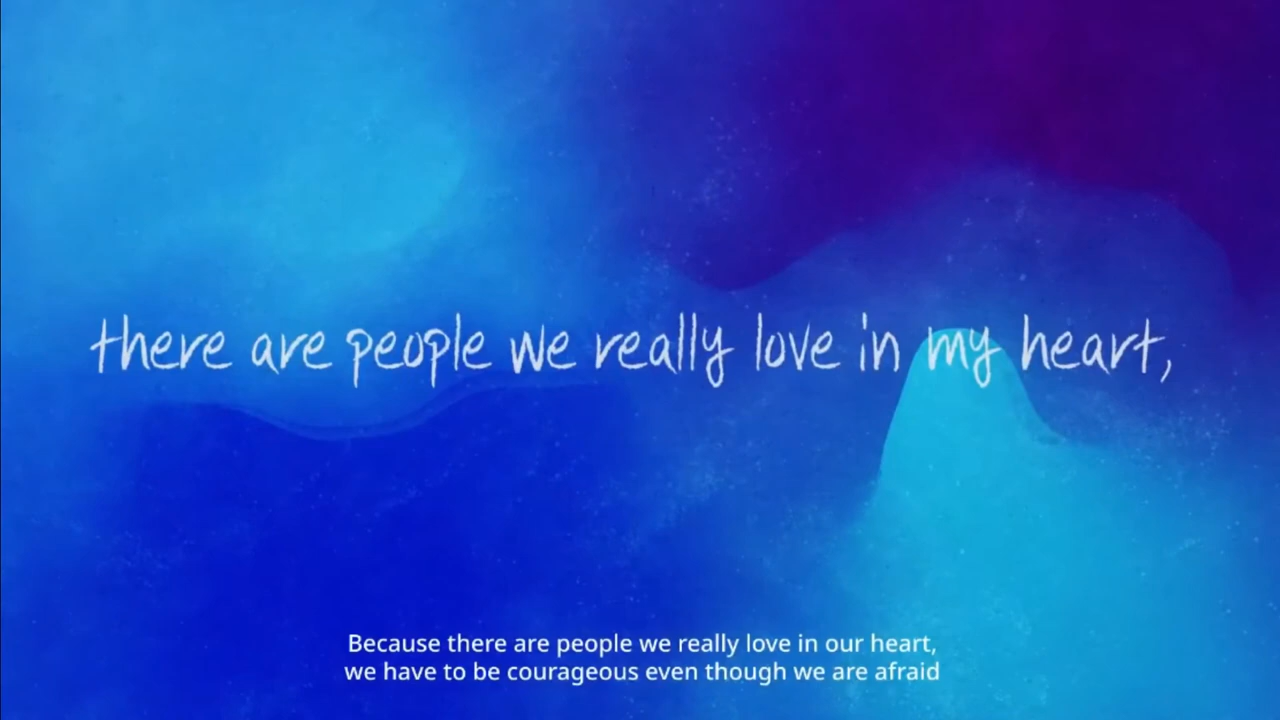 there are people we really love in my heart,
Because there are people we really love in our heart,
we have to be courageous even though we are afraid